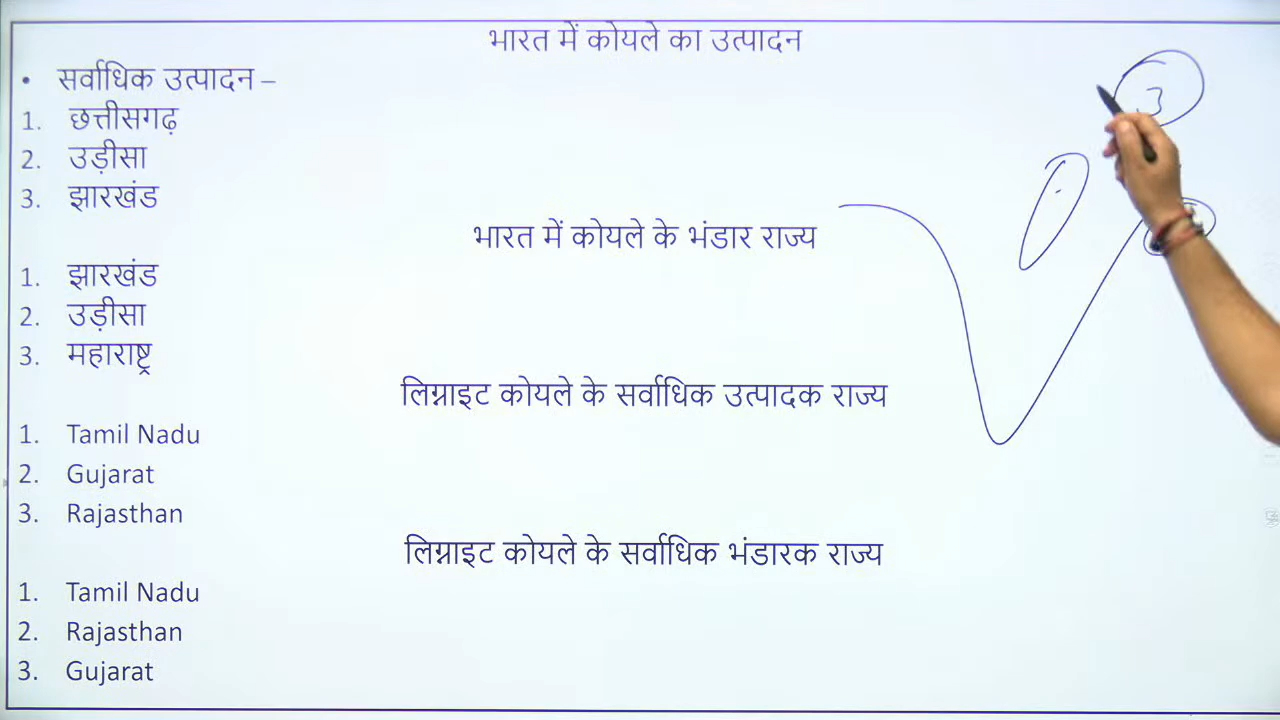 भारत में कोयले का उत्पादन
• सर्वाधिक उत्पादन –
1. छत्तीसगढ़
2. उड़ीसा
3. झारखंड
भारत में कोयले के भंडार राज्य
1. झारखंड
2. उड़ीसा
3. महाराष्ट्र
लिग्नाइट कोयले के सर्वाधिक उत्पादक राज्य
1. Tamil Nadu
2. Gujarat
3. Rajasthan
लिग्नाइट कोयले के सर्वाधिक भंडारक राज्य
1. Tamil Nadu
2. Rajasthan
3. Gujarat